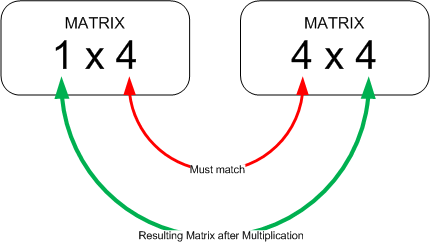 MATRIX
1 x 4
MATRIX
4 x 4
Must match
Resulting Matrix after Multiplication